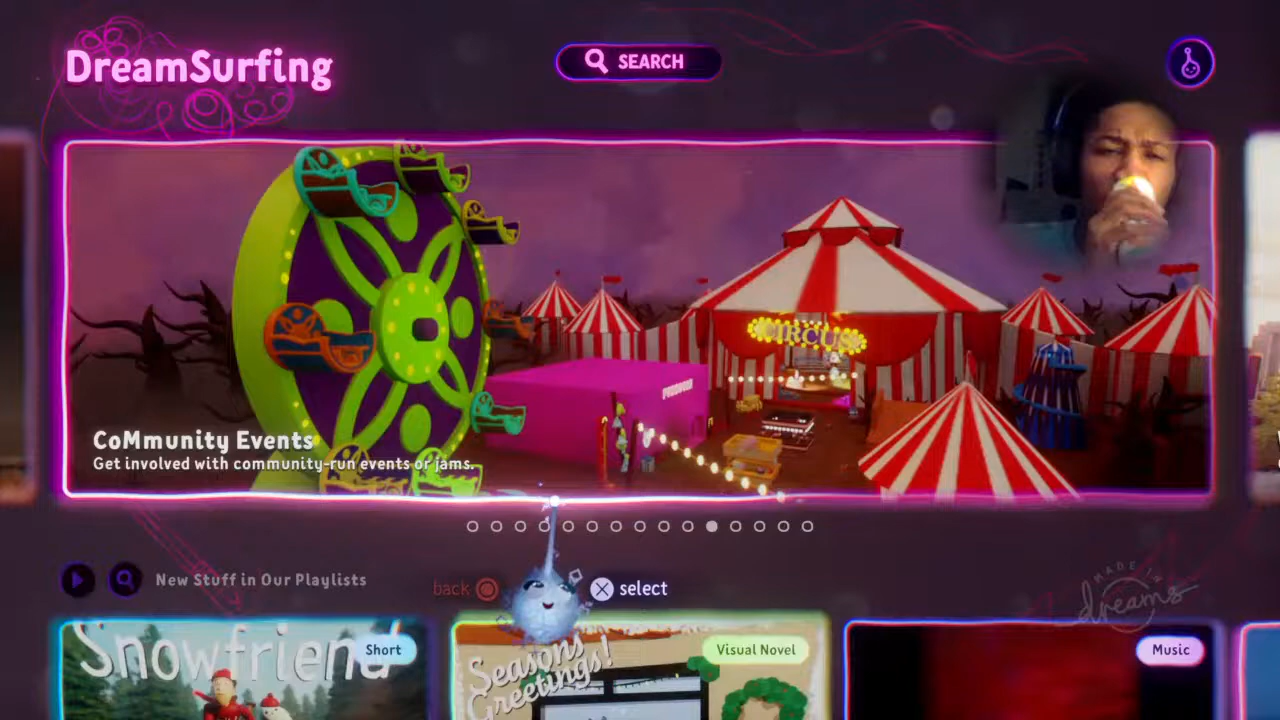 DreamSurfing
SEARCH
CIRCUS
CoMmunity Events
Get involved with community-run events or jams.
New Stuff in Our Playlists
back
select
MADE IN
dreams
Snowfriend
Short
Seasons
Greetings!
Visual Novel
Music